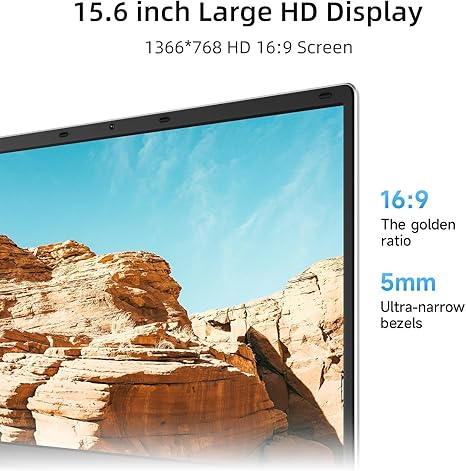 15.6 inch Large HD Display
1366*768 HD 16:9 Screen
16:9
The golden
ratio
5mm
Ultra-narrow
bezels